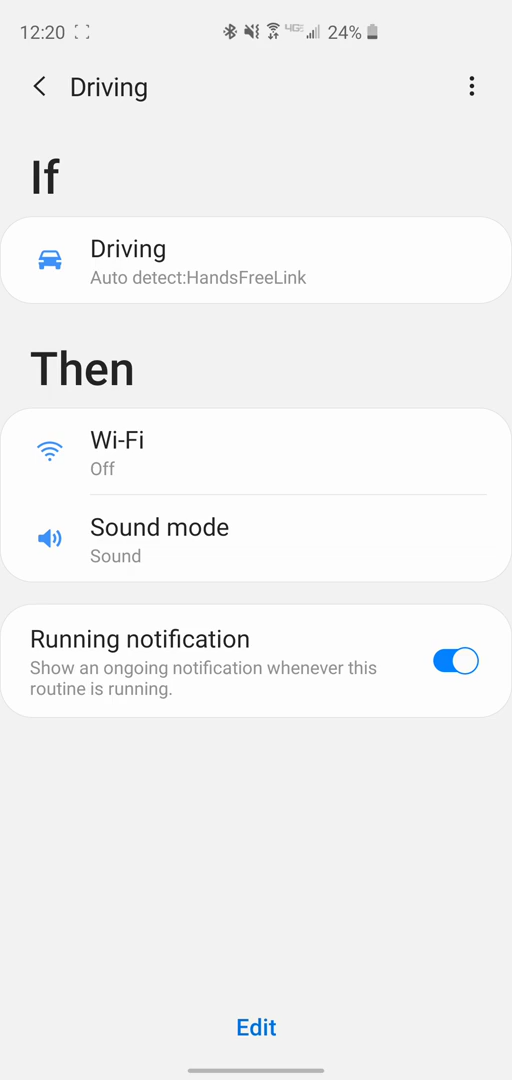 12:20 4GE 24%
Driving
If
Driving
Auto detect:HandsFreeLink
Then
Wi-Fi
Off
Sound mode
Sound
Running notification
Show an ongoing notification whenever this
routine is running.
Edit